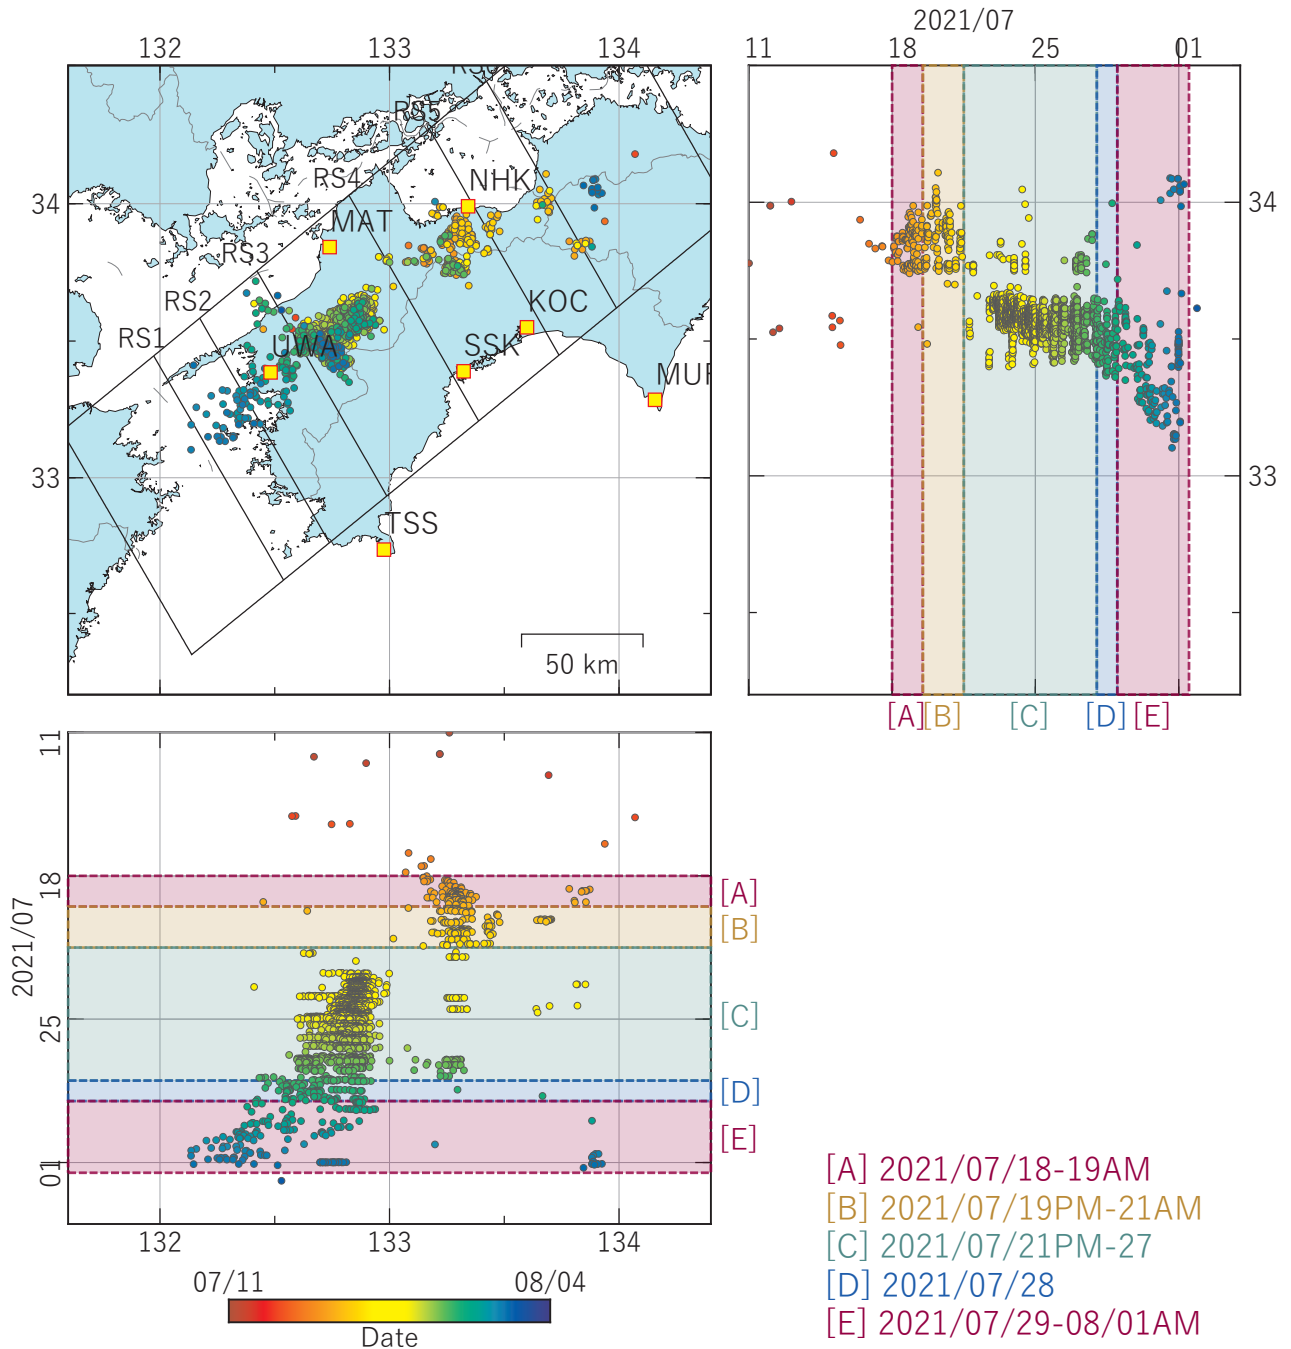 2021/07
132 133 134
11 18 25 01
RS6
RS5
RS4
NHK
34
MAT
34
RS3
RS2
KOC
RS1
UWA
SSK
MUR
33
33
TSS
50 km
[A] [B] [C] [D] [E]
11
18
[A]
[B]
2021/07
25
[C]
[D]
[E]
01
132 133 134
[A] 2021/07/18-19AM
[B] 2021/07/19PM-21AM
[C] 2021/07/21PM-27
[D] 2021/07/28
[E] 2021/07/29-08/01AM
07/11 08/04
Date